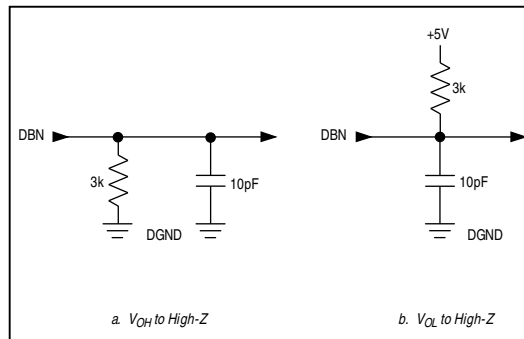 +5V
3k
DBN
DBN
3k
10pF
10pF
DGND
DGND
a. VOH to High-Z
b. VOL to High-Z